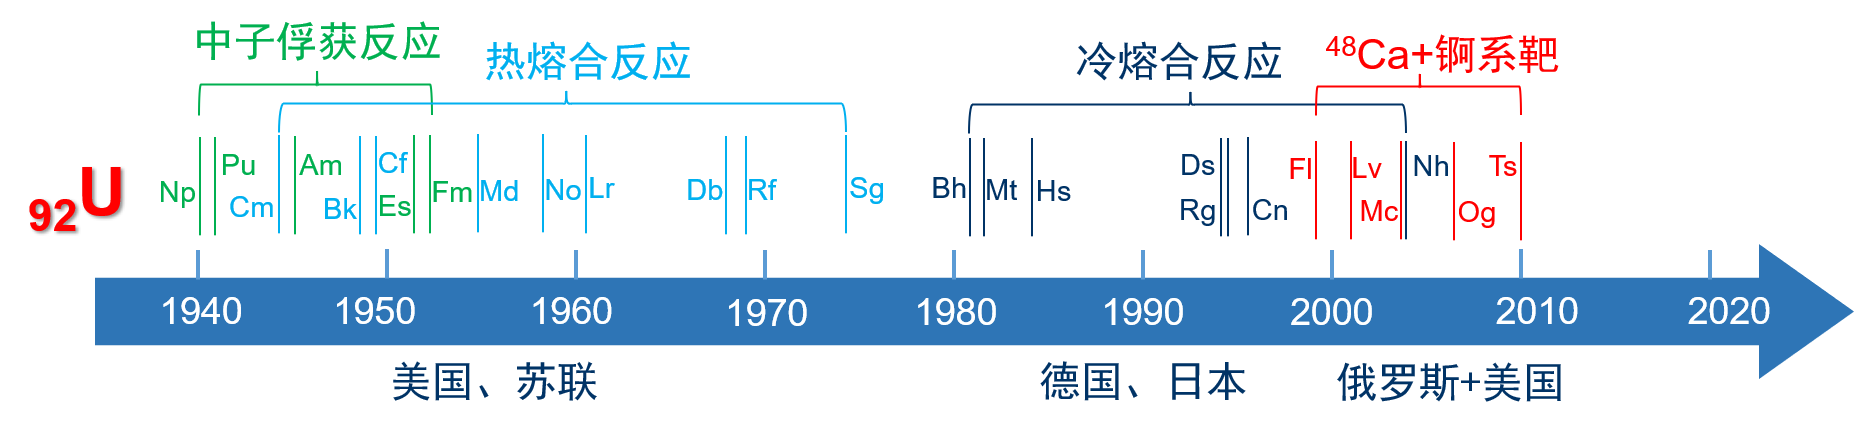 中子俘获反应
热熔合反应
冷熔合反应
⁴⁸Ca+锕系靶
₉₂U
Np
Pu
Cm
Am
Bk
Cf
Es
Fm
Md
No
Lr
Db
Rf
Sg
Bh
Mt
Hs
Ds
Rg
Cn
Fl
Lv
Mc
Nh
Og
Ts
1940 1950 1960 1970 1980 1990 2000 2010 2020
美国、苏联
德国、日本
俄罗斯+美国